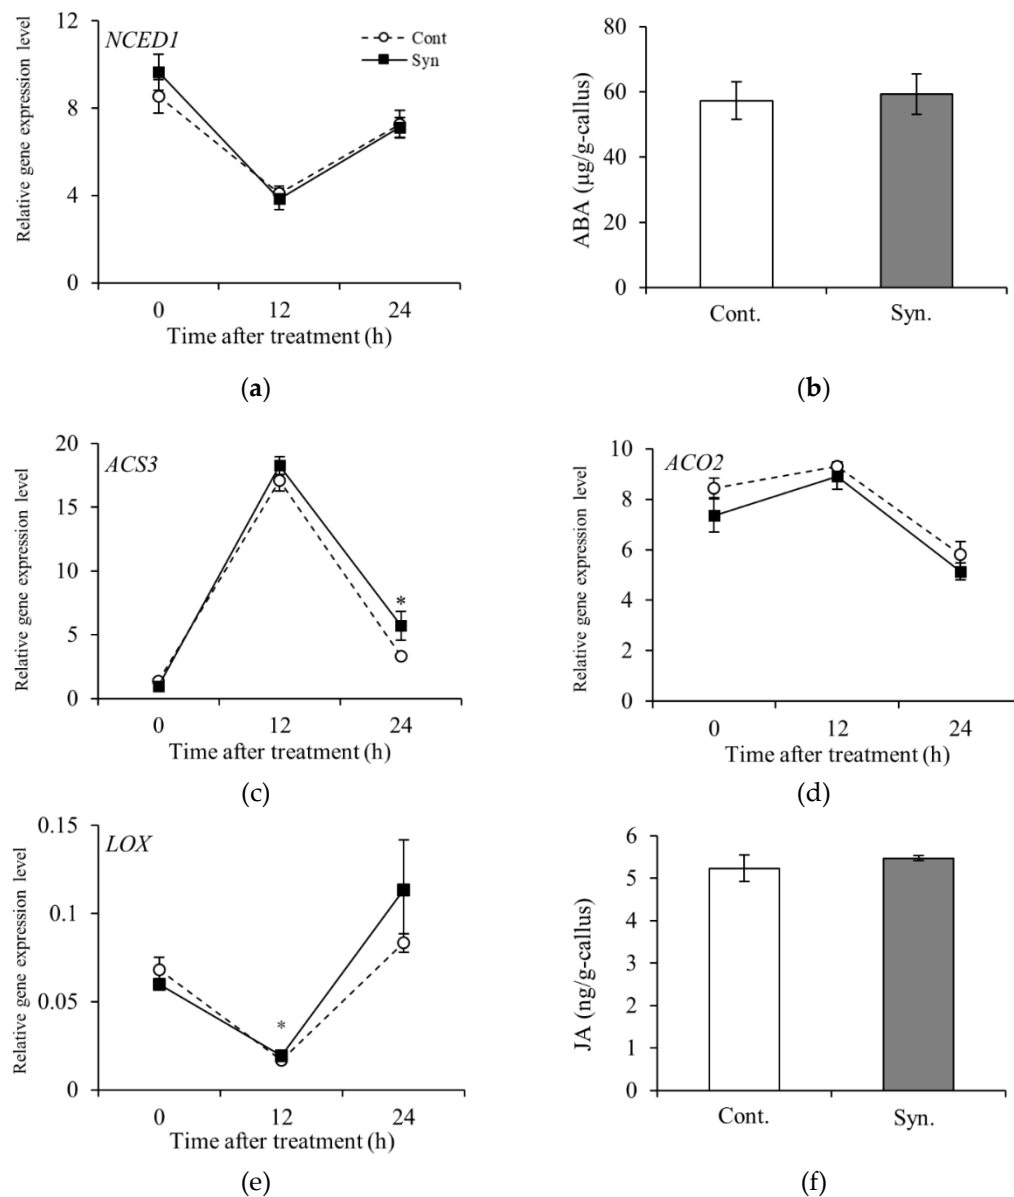 NCED1
Cont
Syn
Relative gene expression level
12
8
4
0
0 12 24
Time after treatment (h)
(a)
ABA (µg/g-callus)
80
60
40
20
0
Cont. Syn.
(b)
ACS3
Relative gene expression level
20
15
10
5
0
*
0 12 24
Time after treatment (h)
(c)
ACO2
Relative gene expression level
10
8
6
4
2
0
0 12 24
Time after treatment (h)
(d)
LOX
Relative gene expression level
0.15
0.1
0.05
0
*
0 12 24
Time after treatment (h)
(e)
JA (ng/g-callus)
6
5
4
3
2
1
0
Cont. Syn.
(f)